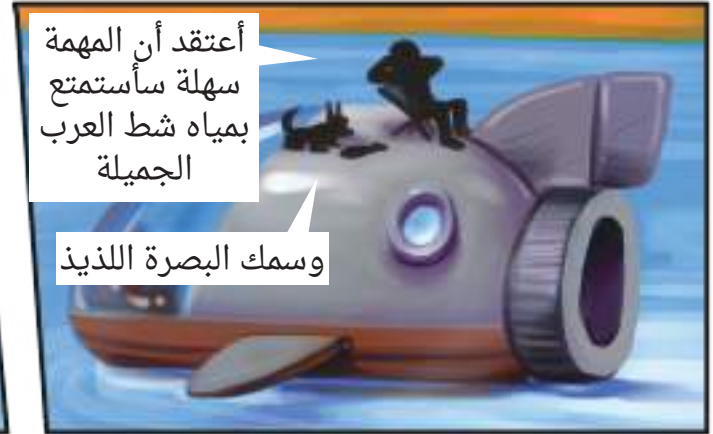 أعتقد أن المهمة
سهلة سأستمتع
بمياه شط العرب
الجميلة
وسمك البصرة اللذيذ